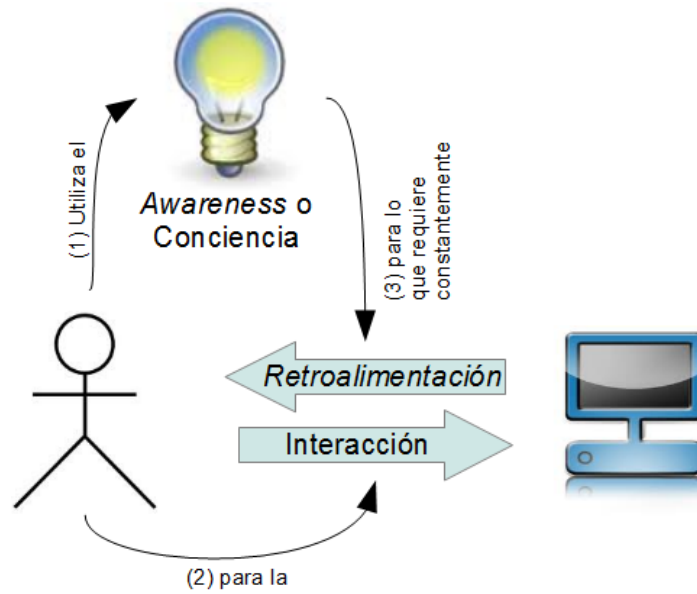 (1) Utiliza el
Awareness o
Conciencia
(3) para lo
que requiere
constantemente
Retroalimentación
Interacción
(2) para la